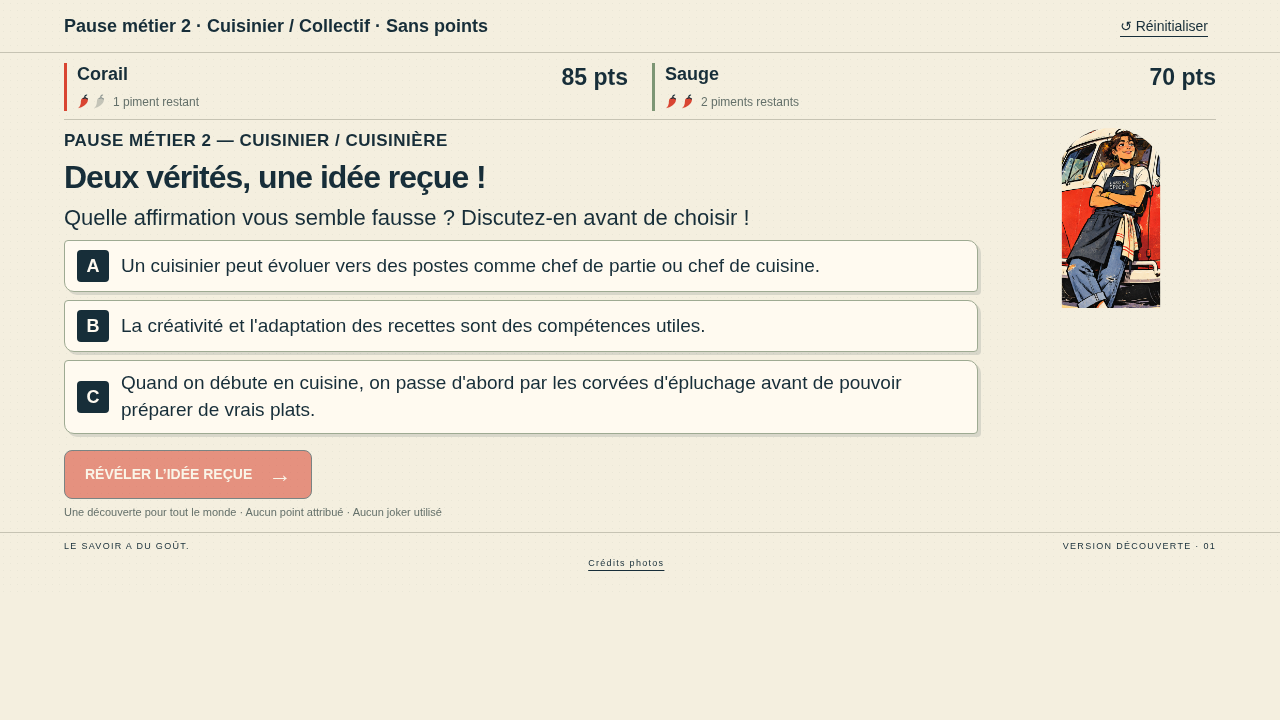 Pause métier 2 · Cuisinier / Collectif · Sans points
↺ Réinitialiser
Corail
85 pts
1 piment restant
Sauge
70 pts
2 piments restants
PAUSE MÉTIER 2 — CUISINIER / CUISINIÈRE
Deux vérités, une idée reçue !
Quelle affirmation vous semble fausse ? Discutez-en avant de choisir !
A Un cuisinier peut évoluer vers des postes comme chef de partie ou chef de cuisine.
B La créativité et l'adaptation des recettes sont des compétences utiles.
C Quand on débute en cuisine, on passe d'abord par les corvées d'épluchage avant de pouvoir
préparer de vrais plats.
RÉVÉLER L'IDÉE REÇUE →
Une découverte pour tout le monde · Aucun point attribué · Aucun joker utilisé
LE SAVOIR A DU GOÛT.
VERSION DÉCOUVERTE · 01
Crédits photos